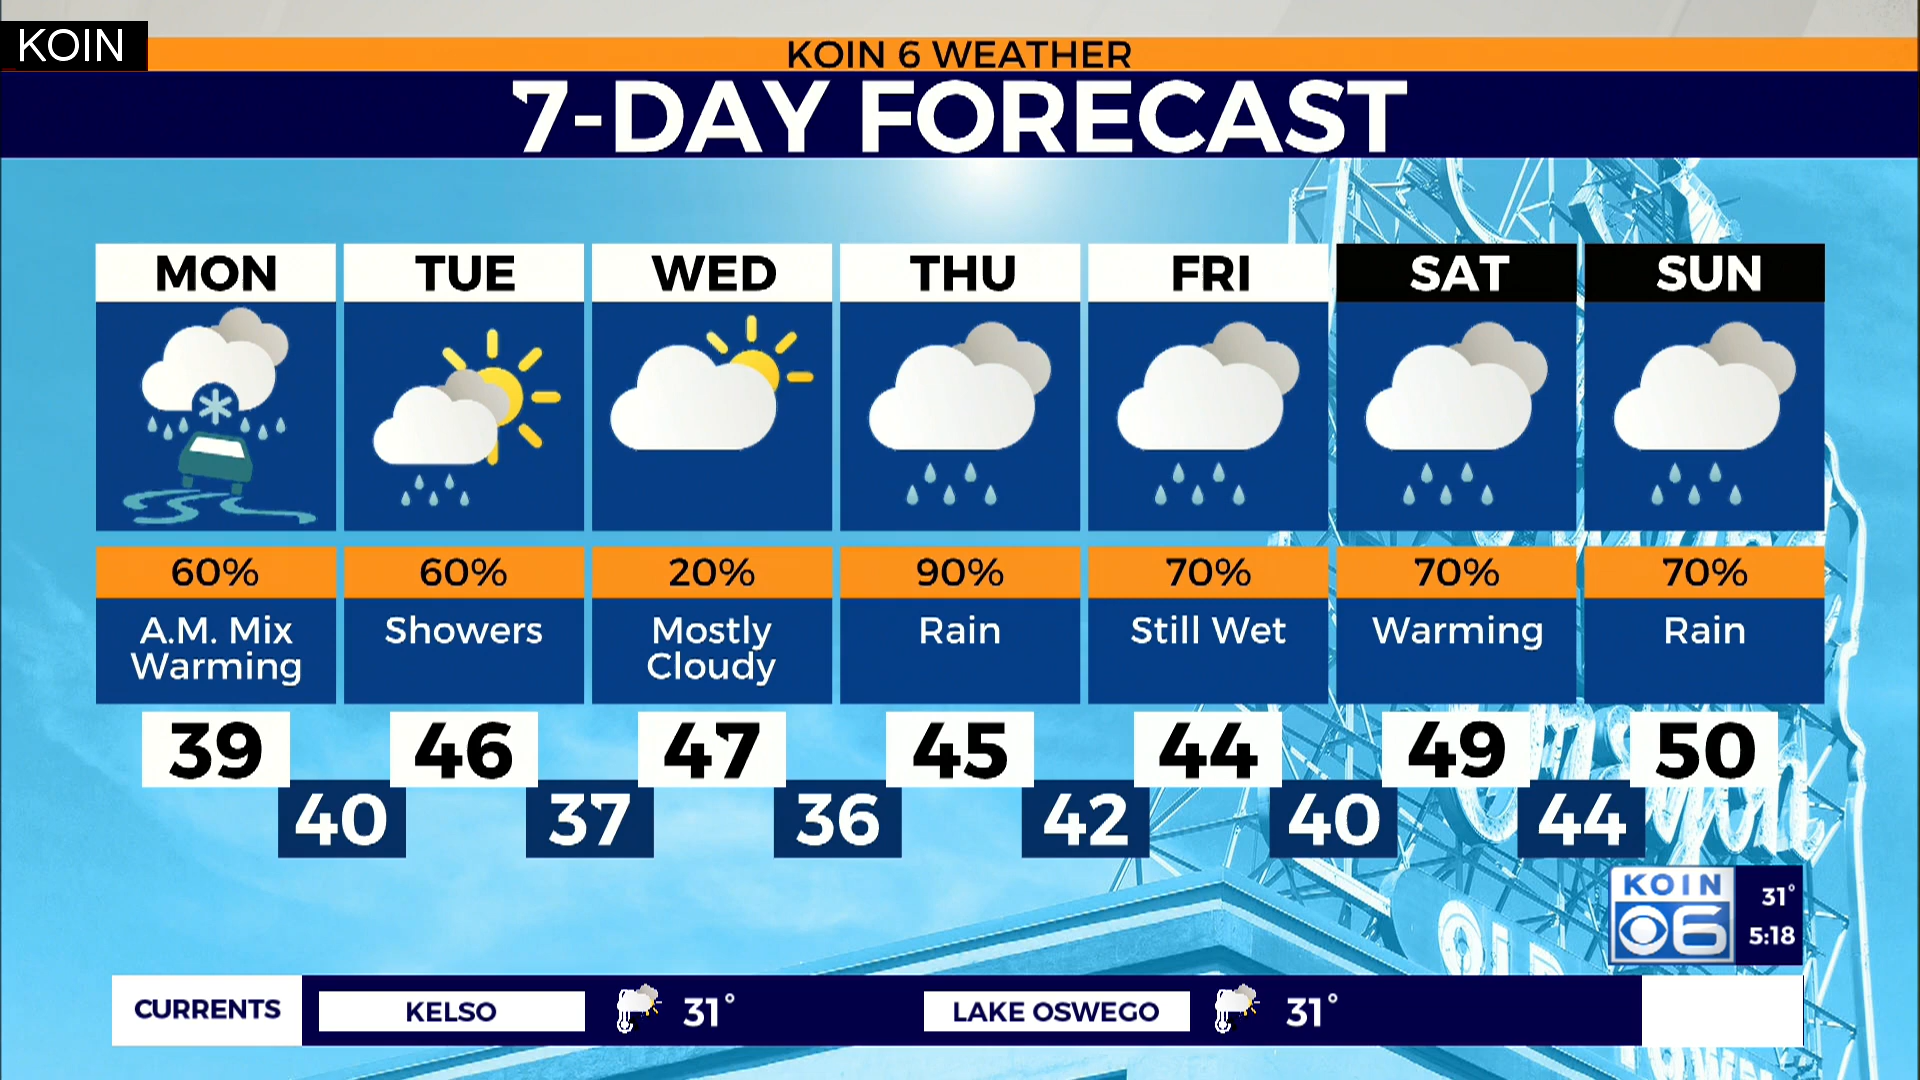 KOIN
KOIN 6 WEATHER
7-DAY FORECAST
MON TUE WED THU FRI SAT SUN
60% 60% 20% 90% 70% 70% 70%
A.M. Mix Warming
Showers
Mostly Cloudy
Rain
Still Wet
Warming
Rain
39 46 47 45 44 49 50
40 37 36 42 40 44
KOIN 6
31°
5:18
CURRENTS
KELSO 31°
LAKE OSWEGO 31°